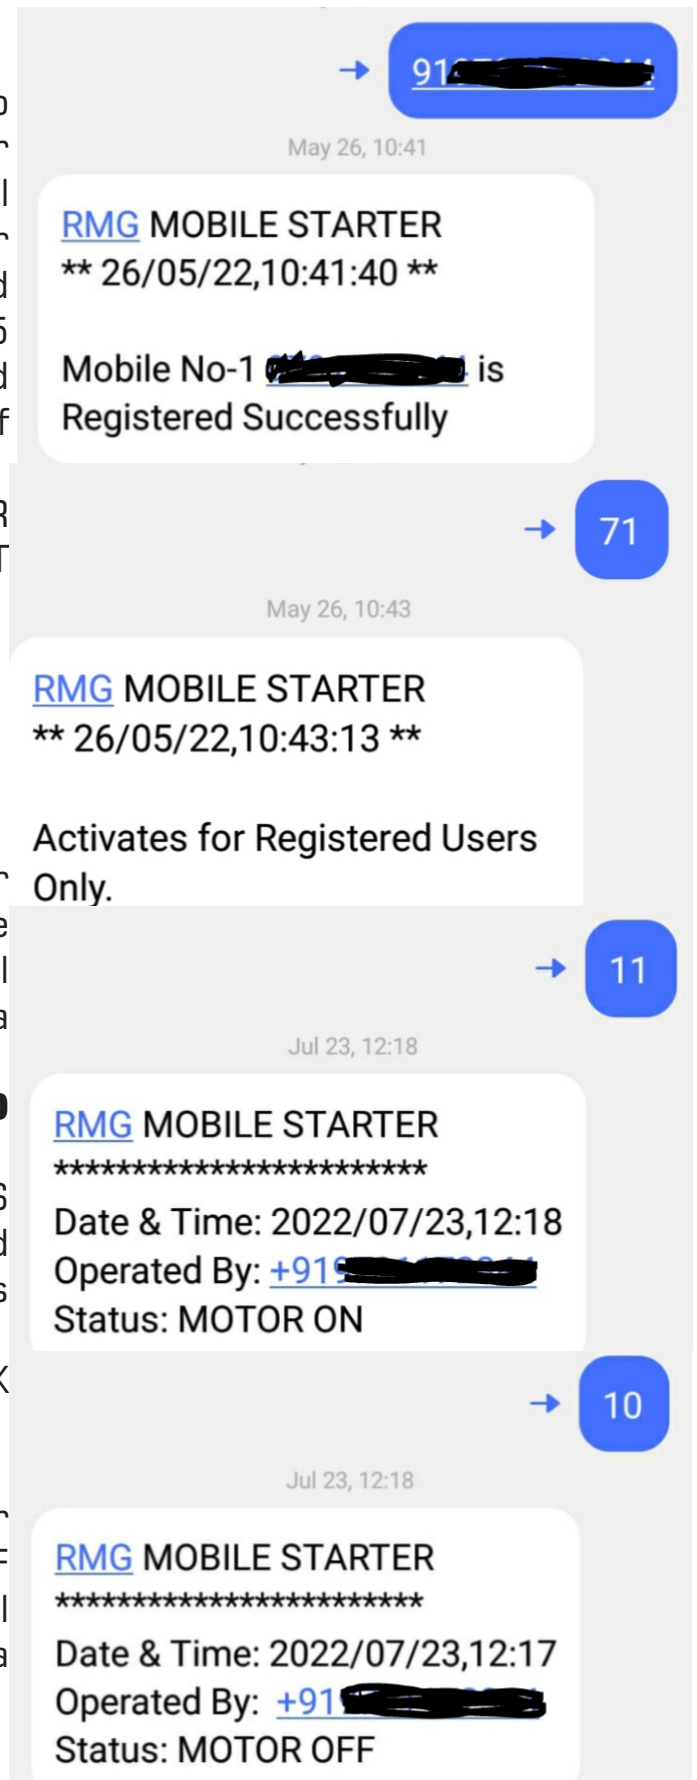 May 26, 10:41
RMG MOBILE STARTER
** 26/05/22,10:41:40 **
Mobile No-1 is
Registered Successfully
71
May 26, 10:43
RMG MOBILE STARTER
** 26/05/22,10:43:13 **
Activates for Registered Users
Only.
11
Jul 23, 12:18
RMG MOBILE STARTER
************************
Date & Time: 2022/07/23,12:18
Operated By:
Status: MOTOR ON
10
Jul 23, 12:18
RMG MOBILE STARTER
************************
Date & Time: 2022/07/23,12:17
Operated By:
Status: MOTOR OFF